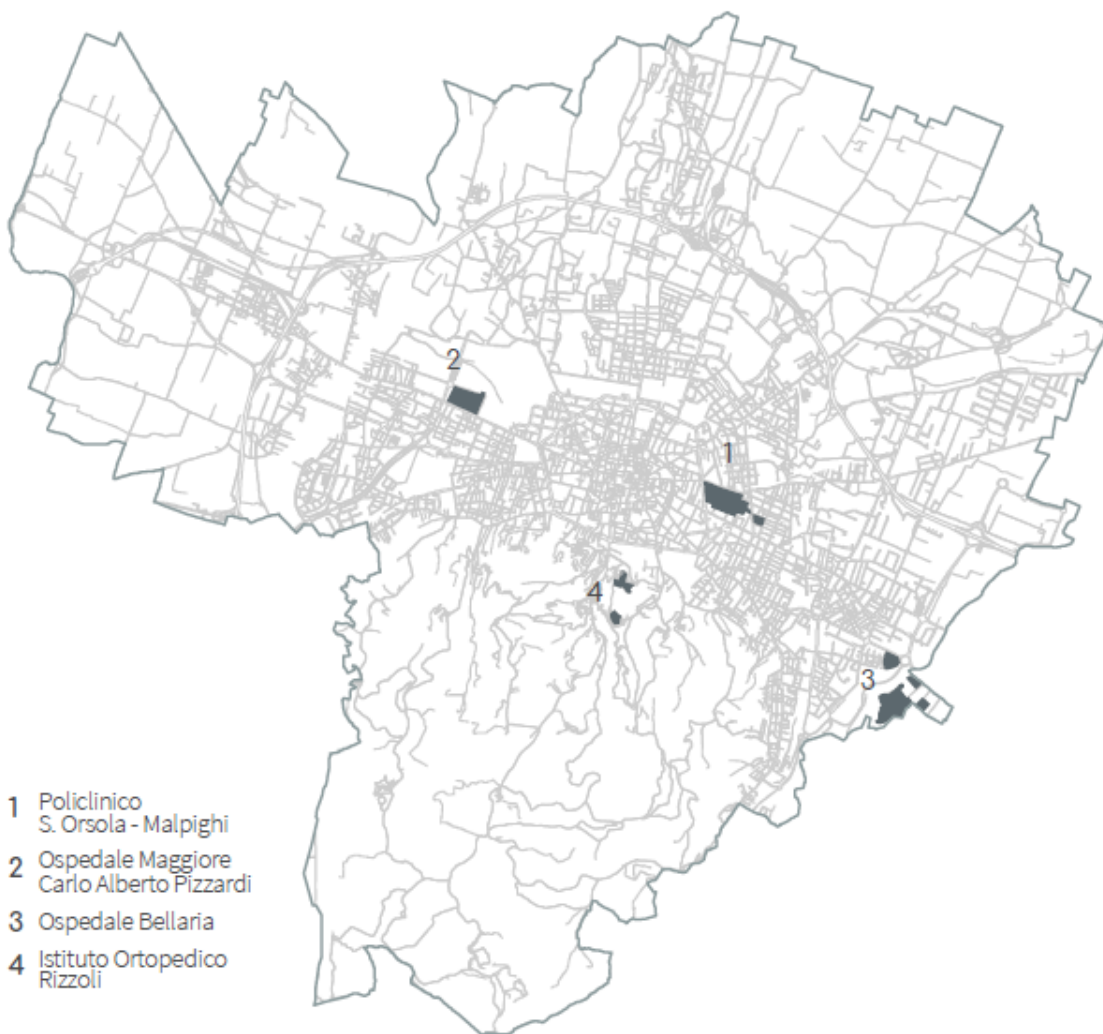 2
1
4
3
1 Policlinico
S. Orsola - Malpighi
2 Ospedale Maggiore
Carlo Alberto Pizzardi
3 Ospedale Bellaria
4 Istituto Ortopedico
Rizzoli